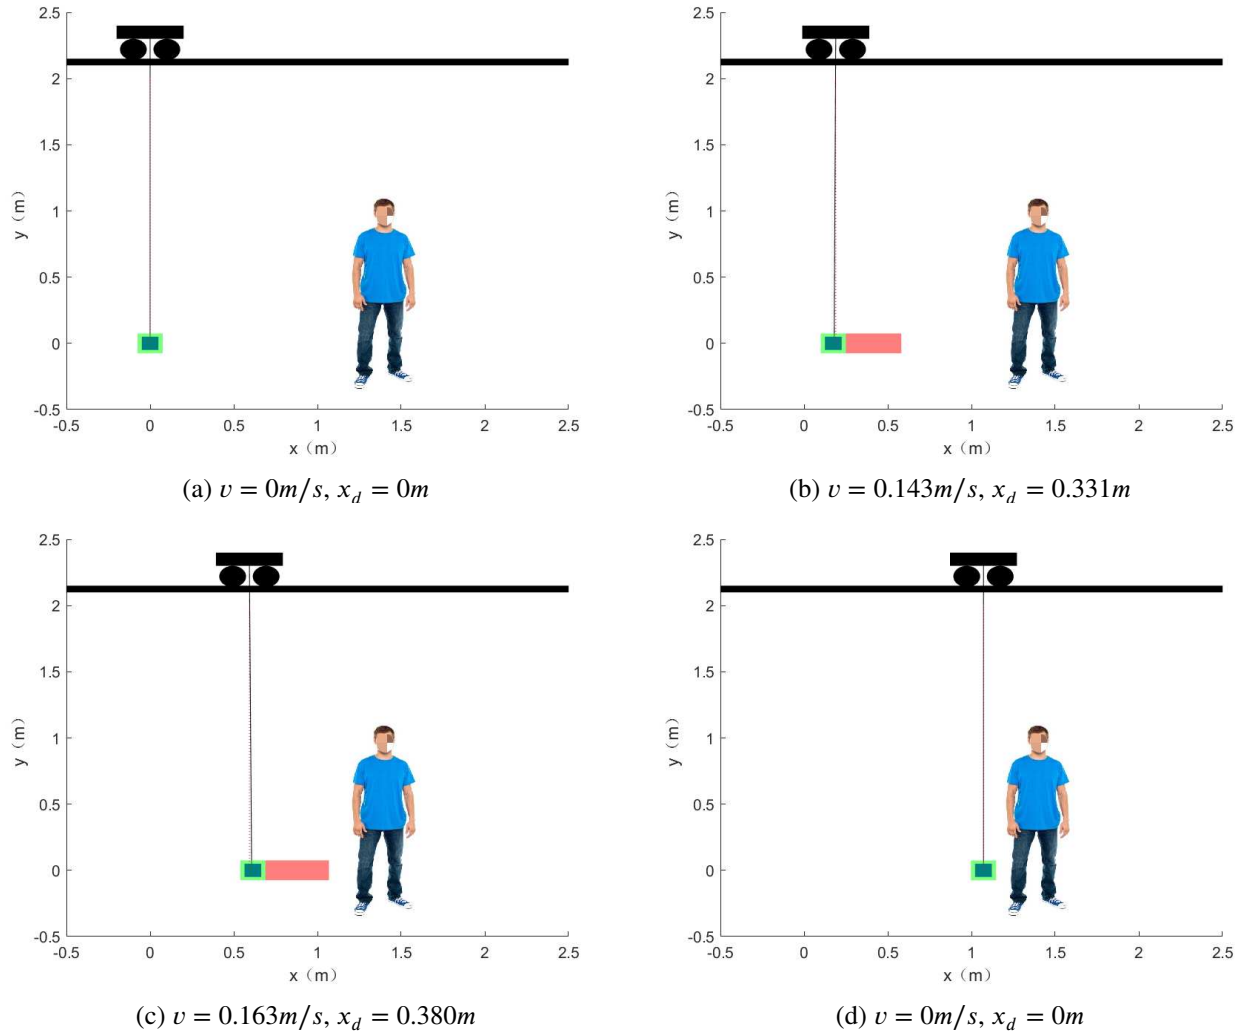 2.5
2
1.5
1
0.5
0
-0.5
y（m）
-0.5 0 0.5 1 1.5 2 2.5
x（m）
(a) v = 0m/s, x_d = 0m
2.5
2
1.5
1
0.5
0
-0.5
y（m）
-0.5 0 0.5 1 1.5 2 2.5
x（m）
(b) v = 0.143m/s, x_d = 0.331m
2.5
2
1.5
1
0.5
0
-0.5
y（m）
-0.5 0 0.5 1 1.5 2 2.5
x（m）
(c) v = 0.163m/s, x_d = 0.380m
2.5
2
1.5
1
0.5
0
-0.5
y（m）
-0.5 0 0.5 1 1.5 2 2.5
x（m）
(d) v = 0m/s, x_d = 0m